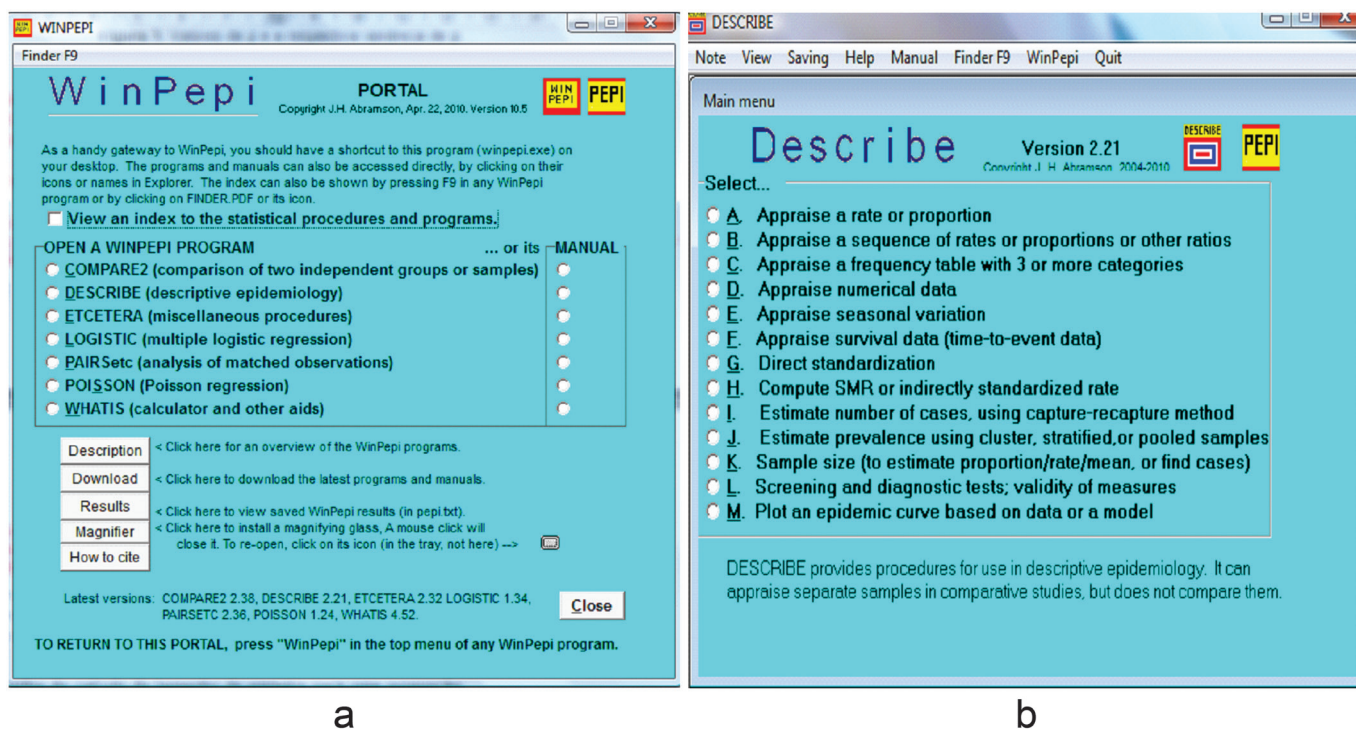 WINPEPI
Finder F9
WinPepi
PORTAL
Copyright J.H. Abramson, Apr. 22, 2010. Version 10.5
WIN PEPI
PEPI
As a handy gateway to WinPepi, you should have a shortcut to this program (winpepi.exe) on
your desktop. The programs and manuals can also be accessed directly, by clicking on their
icons or names in Explorer. The index can also be shown by pressing F9 in any WinPepi
program or by clicking on FINDER.PDF or its icon.
View an index to the statistical procedures and programs.
OPEN A WINPEPI PROGRAM ... or its MANUAL
COMPARE2 (comparison of two independent groups or samples)
DESCRIBE (descriptive epidemiology)
ETCETERA (miscellaneous procedures)
LOGISTIC (multiple logistic regression)
PAIRSetc (analysis of matched observations)
POISSON (Poisson regression)
WHATIS (calculator and other aids)
Description < Click here for an overview of the WinPepi programs.
Download < Click here to download the latest programs and manuals.
Results < Click here to view saved WinPepi results (in pepi.txt).
Magnifier < Click here to install a magnifying glass, A mouse click will
close it. To re-open, click on its icon (in the tray, not here) -->
How to cite
Latest versions: COMPARE2 2.38, DESCRIBE 2.21, ETCETERA 2.32 LOGISTIC 1.34,
PAIRSETC 2.36, POISSON 1.24, WHATIS 4.52.
Close
TO RETURN TO THIS PORTAL, press "WinPepi" in the top menu of any WinPepi program.
a
DESCRIBE
Note View Saving Help Manual Finder F9 WinPepi Quit
Main menu
Describe
Version 2.21
Copyright J. H. Abramson 2004-2010
DESCRIBE
PEPI
Select...
A. Appraise a rate or proportion
B. Appraise a sequence of rates or proportions or other ratios
C. Appraise a frequency table with 3 or more categories
D. Appraise numerical data
E. Appraise seasonal variation
F. Appraise survival data (time-to-event data)
G. Direct standardization
H. Compute SMR or indirectly standardized rate
I. Estimate number of cases, using capture-recapture method
J. Estimate prevalence using cluster, stratified,or pooled samples
K. Sample size (to estimate proportion/rate/mean, or find cases)
L. Screening and diagnostic tests; validity of measures
M. Plot an epidemic curve based on data or a model
DESCRIBE provides procedures for use in descriptive epidemiology. It can
appraise separate samples in comparative studies, but does not compare them.
b